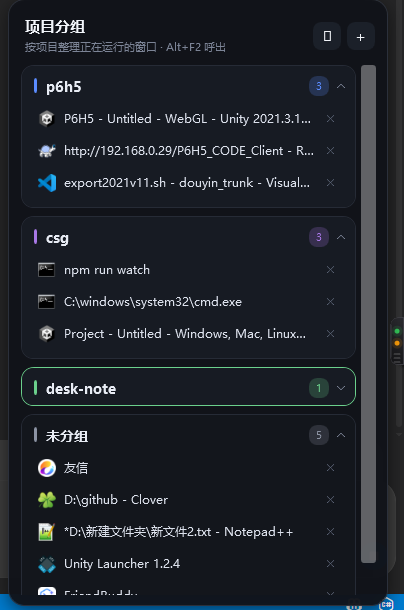 项目分组
按项目整理正在运行的窗口 · Alt+F2 呼出
+
p6h5
3
P6H5 - Untitled - WebGL - Unity 2021.3.1...
http://192.168.0.29/P6H5_CODE_Client - R...
export2021v11.sh - douyin_trunk - Visual...
csg
3
npm run watch
C:\windows\system32\cmd.exe
Project - Untitled - Windows, Mac, Linux...
desk-note
1
未分组
5
友信
D:\github - Clover
*D:\新建文件夹\新文件2.txt - Notepad++
Unity Launcher 1.2.4
FriendBuddy